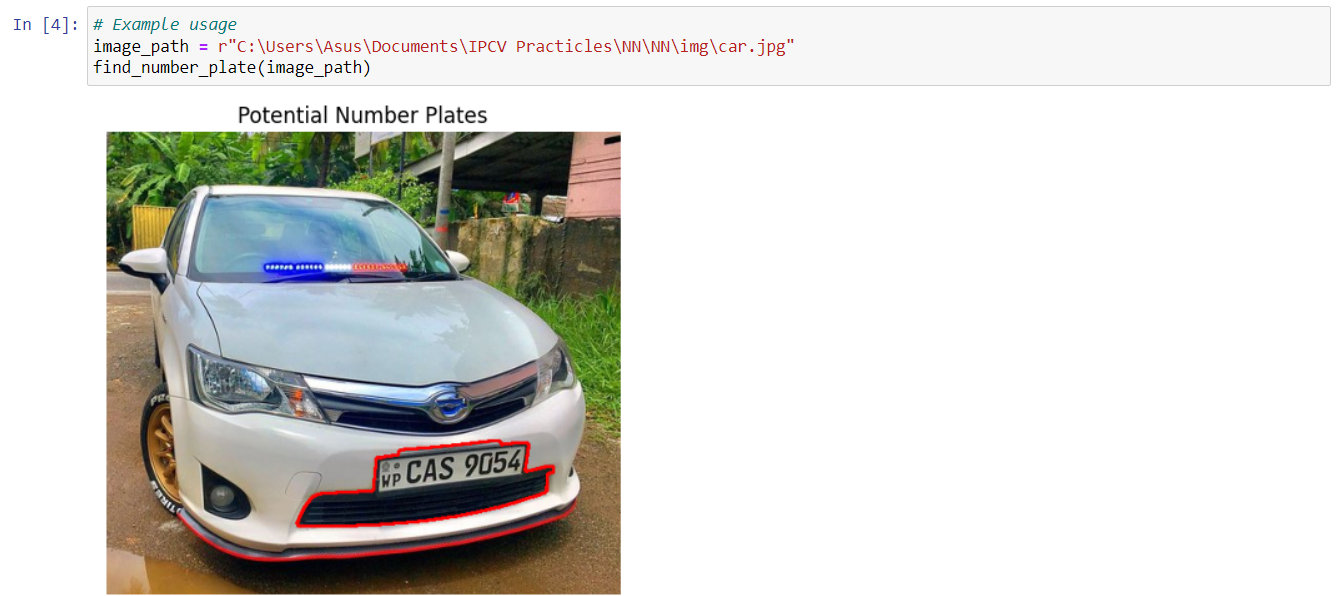 In [4]:
# Example usage
image_path = r"C:\Users\Asus\Documents\IPCV Practicles\NN\NN\img\car.jpg"
find_number_plate(image_path)
Potential Number Plates
WP CAS 9054